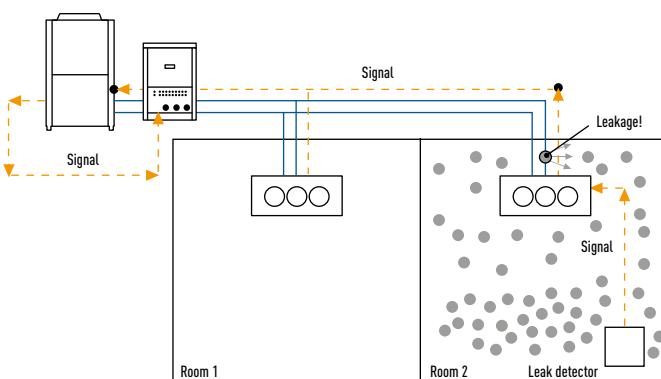 Signal
Leakage!
Signal
Signal
Room 1
Room 2
Leak detector